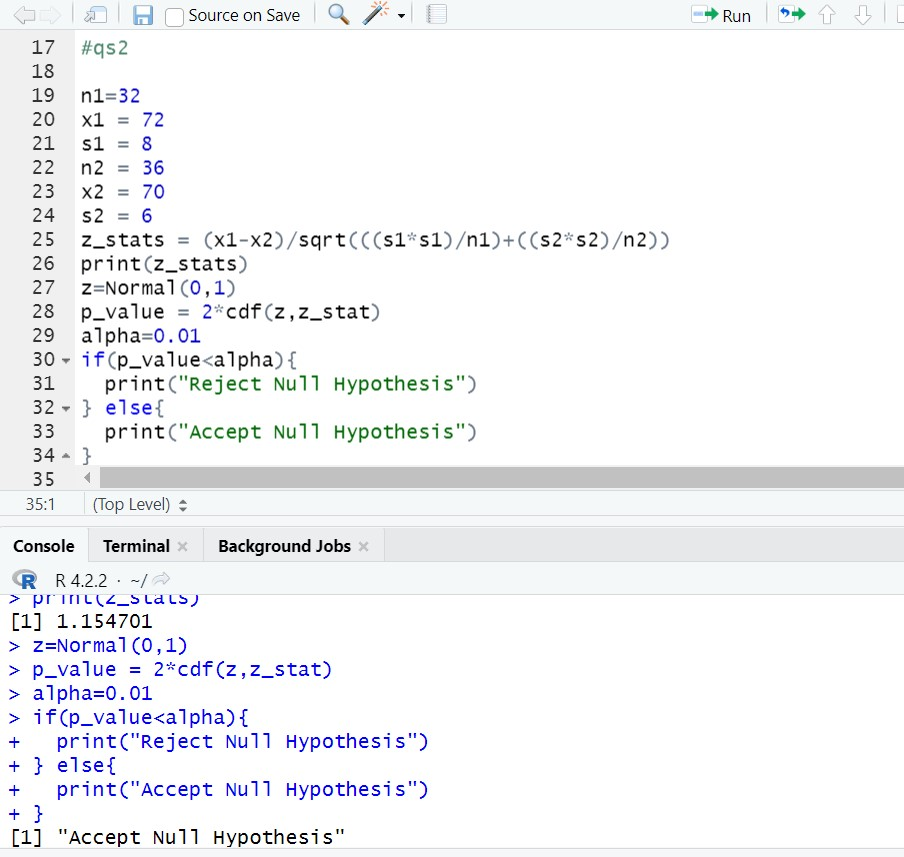 Source on Save Run
17 #qs2
18
19 n1=32
20 x1 = 72
21 s1 = 8
22 n2 = 36
23 x2 = 70
24 s2 = 6
25 z_stats = (x1-x2)/sqrt(((s1*s1)/n1)+((s2*s2)/n2))
26 print(z_stats)
27 z=Normal(0,1)
28 p_value = 2*cdf(z,z_stat)
29 alpha=0.01
30 if(p_value<alpha){
31 print("Reject Null Hypothesis")
32 } else{
33 print("Accept Null Hypothesis")
34 }
35
35:1 (Top Level)
Console Terminal Background Jobs
R R 4.2.2 · ~/
> print(z_stats)
[1] 1.154701
> z=Normal(0,1)
> p_value = 2*cdf(z,z_stat)
> alpha=0.01
> if(p_value<alpha){
+ print("Reject Null Hypothesis")
+ } else{
+ print("Accept Null Hypothesis")
+ }
[1] "Accept Null Hypothesis"